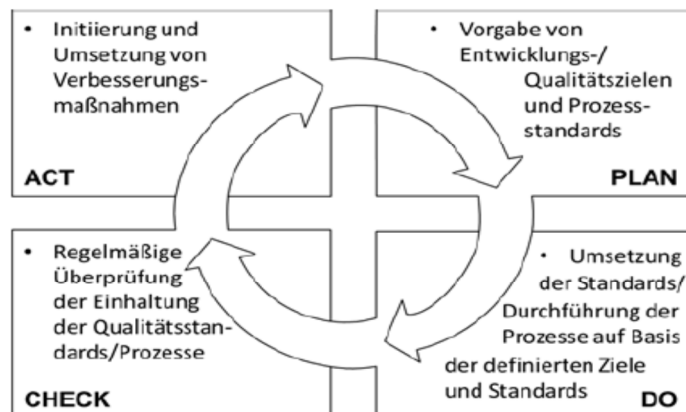 • Initiierung und
Umsetzung von
Verbesserungs-
maßnahmen
ACT
• Vorgabe von
Entwicklungs-/
Qualitätszielen
und Prozess-
standards
PLAN
• Regelmäßige
Überprüfung
der Einhaltung
der Qualitätsstan-
dards/Prozesse
CHECK
• Umsetzung
der Standards/
Durchführung der
Prozesse auf Basis
der definierten Ziele
und Standards
DO